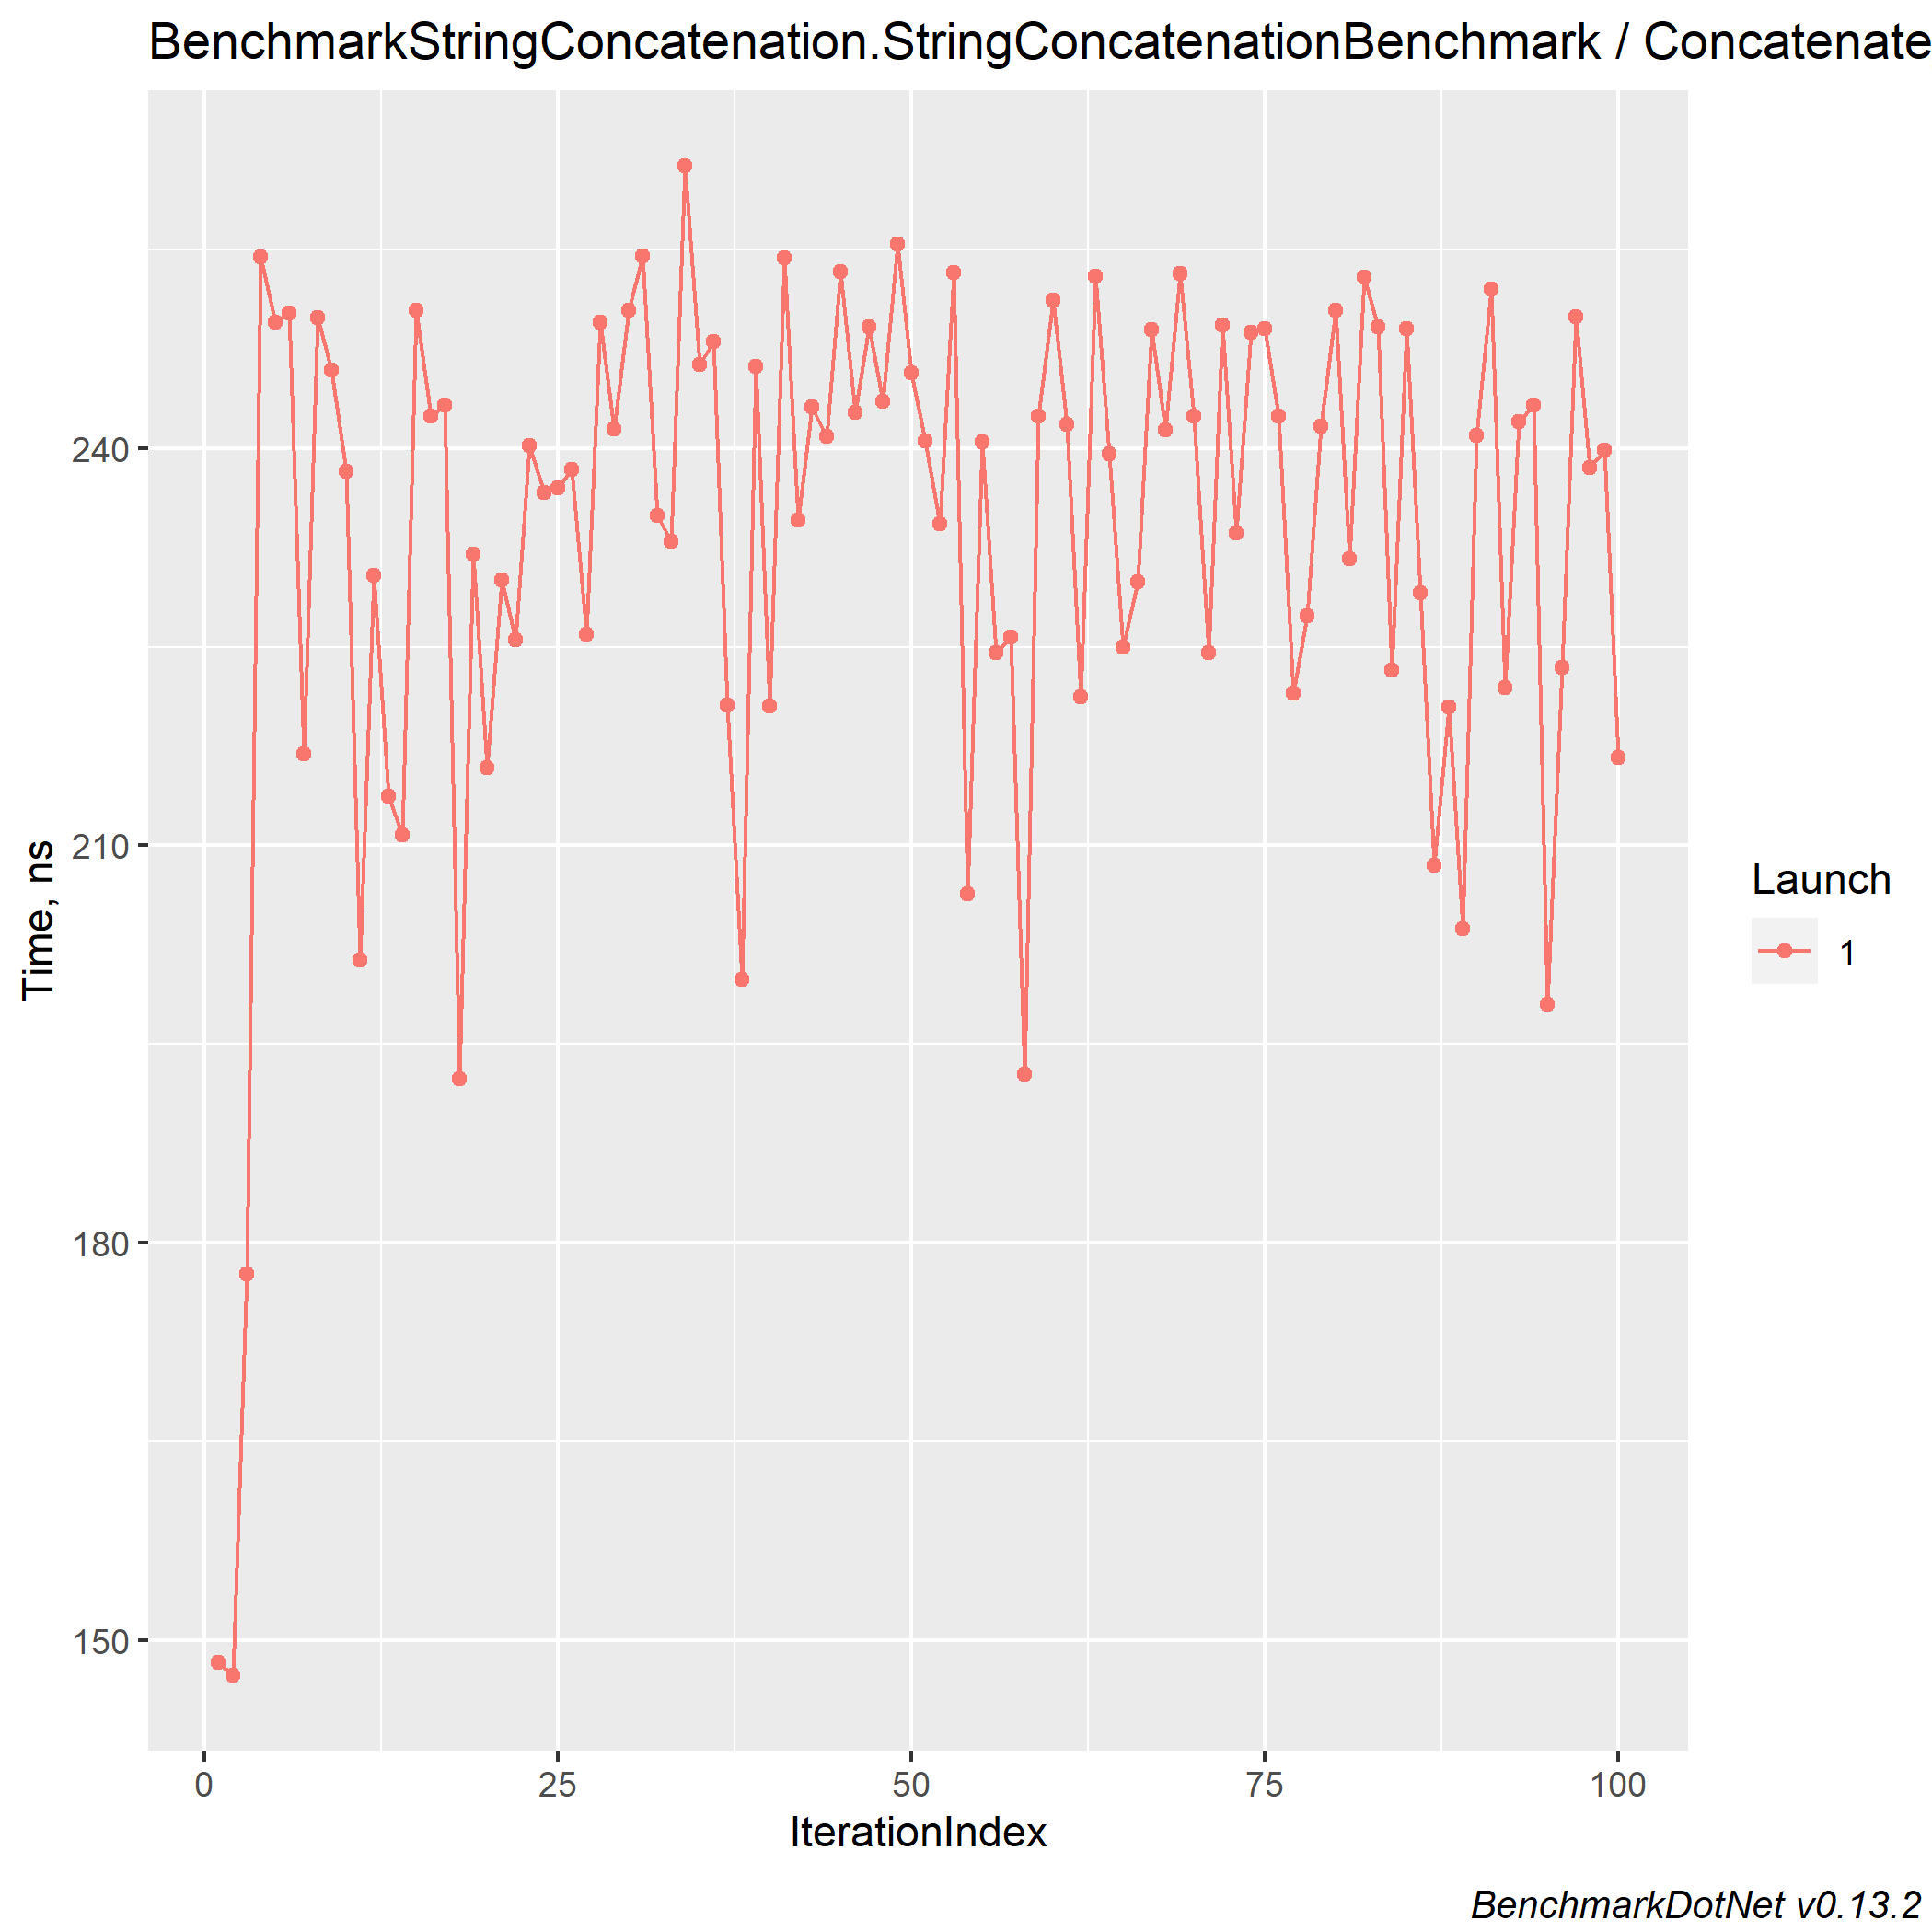 BenchmarkStringConcatenation.StringConcatenationBenchmark / Concatenate
Time, ns
240
210
180
150
0 25 50 75 100
IterationIndex
Launch
1
BenchmarkDotNet v0.13.2